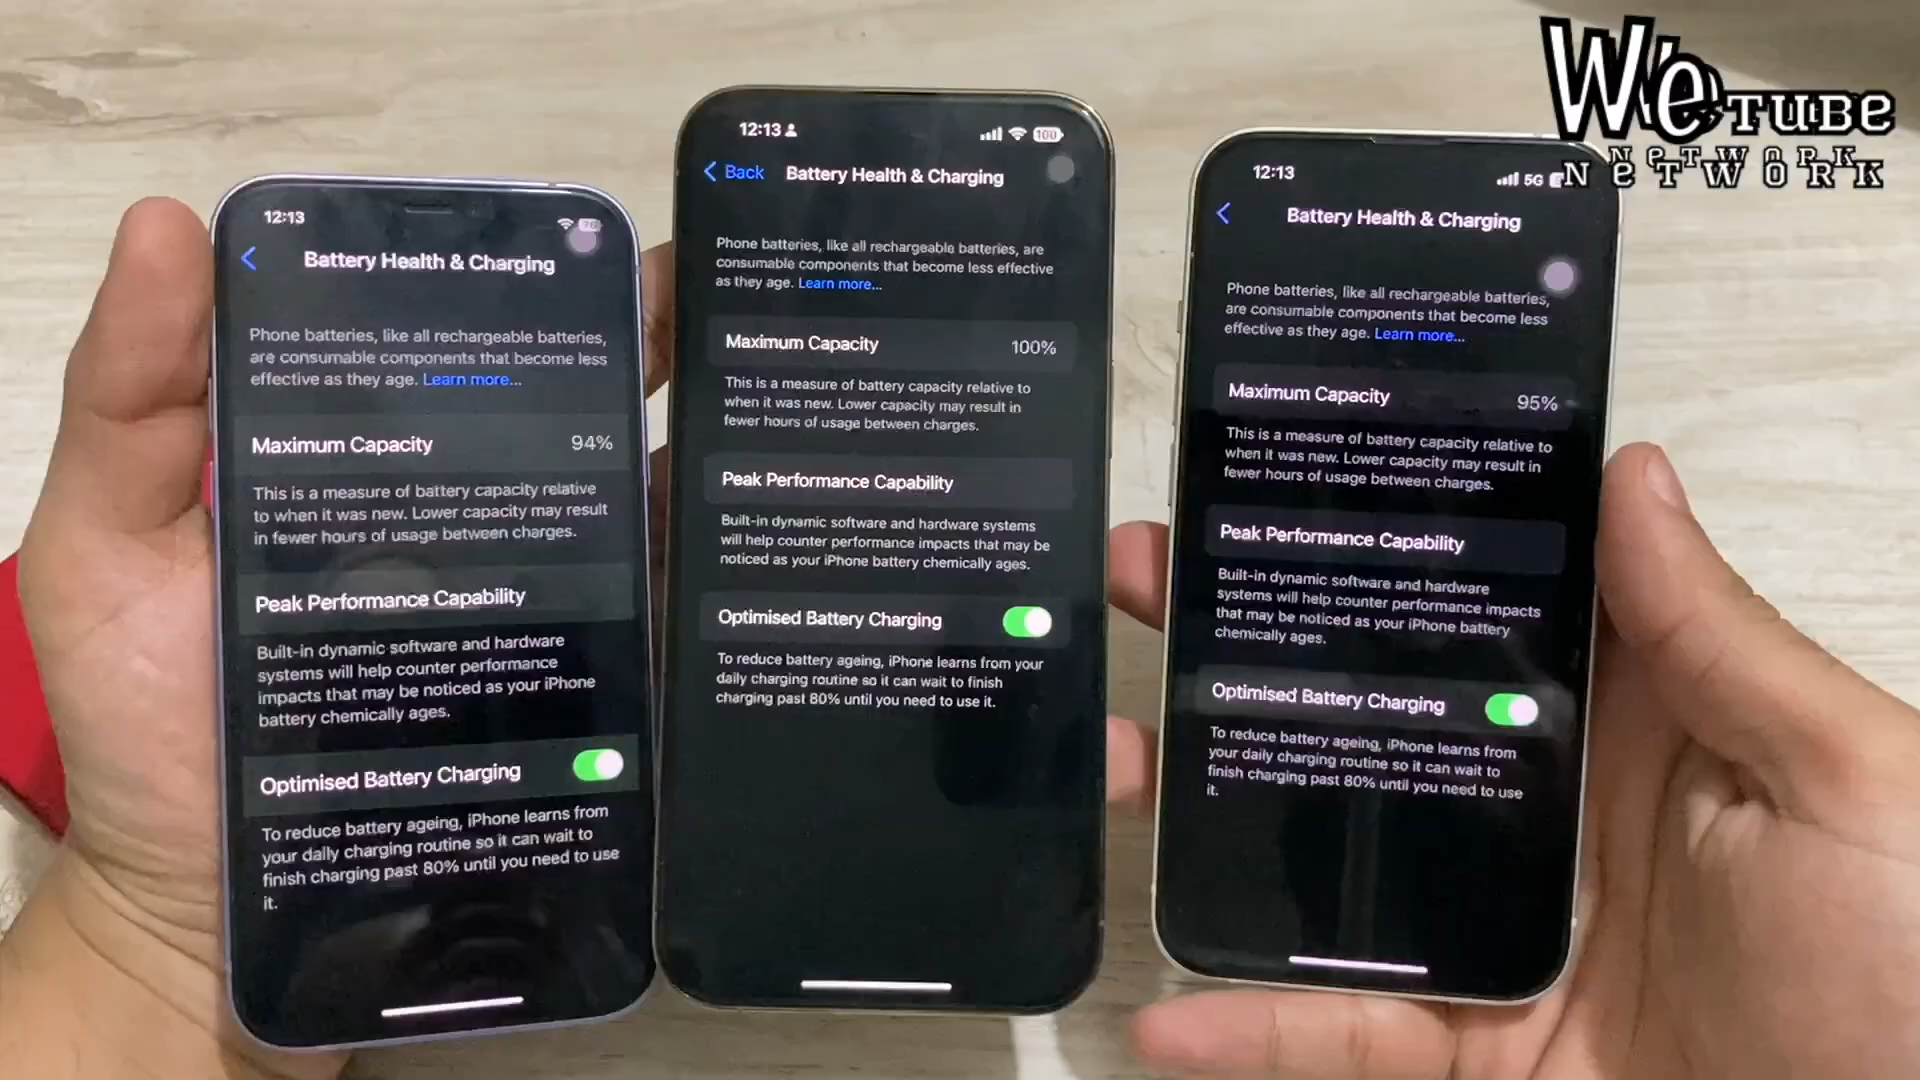 WeTUBE
NeTWORK
NeTWORK
12:13
Battery Health & Charging
Phone batteries, like all rechargeable batteries,
are consumable components that become less
effective as they age. Learn more...
Maximum Capacity 94%
This is a measure of battery capacity relative
to when it was new. Lower capacity may result
in fewer hours of usage between charges.
Peak Performance Capability
Built-in dynamic software and hardware
systems will help counter performance
impacts that may be noticed as your iPhone
battery chemically ages.
Optimised Battery Charging
To reduce battery ageing, iPhone learns from
your daily charging routine so it can wait to
finish charging past 80% until you need to use
it.
12:13 100
Back Battery Health & Charging
Phone batteries, like all rechargeable batteries, are
consumable components that become less effective
as they age. Learn more...
Maximum Capacity 100%
This is a measure of battery capacity relative to
when it was new. Lower capacity may result in
fewer hours of usage between charges.
Peak Performance Capability
Built-in dynamic software and hardware systems
will help counter performance impacts that may be
noticed as your iPhone battery chemically ages.
Optimised Battery Charging
To reduce battery ageing, iPhone learns from your
daily charging routine so it can wait to finish
charging past 80% until you need to use it.
12:13 5G
Battery Health & Charging
Phone batteries, like all rechargeable batteries,
are consumable components that become less
effective as they age. Learn more...
Maximum Capacity 95%
This is a measure of battery capacity relative to
when it was new. Lower capacity may result in
fewer hours of usage between charges.
Peak Performance Capability
Built-in dynamic software and hardware
systems will help counter performance impacts
that may be noticed as your iPhone battery
chemically ages.
Optimised Battery Charging
To reduce battery ageing, iPhone learns from
your daily charging routine so it can wait to
finish charging past 80% until you need to use
it.